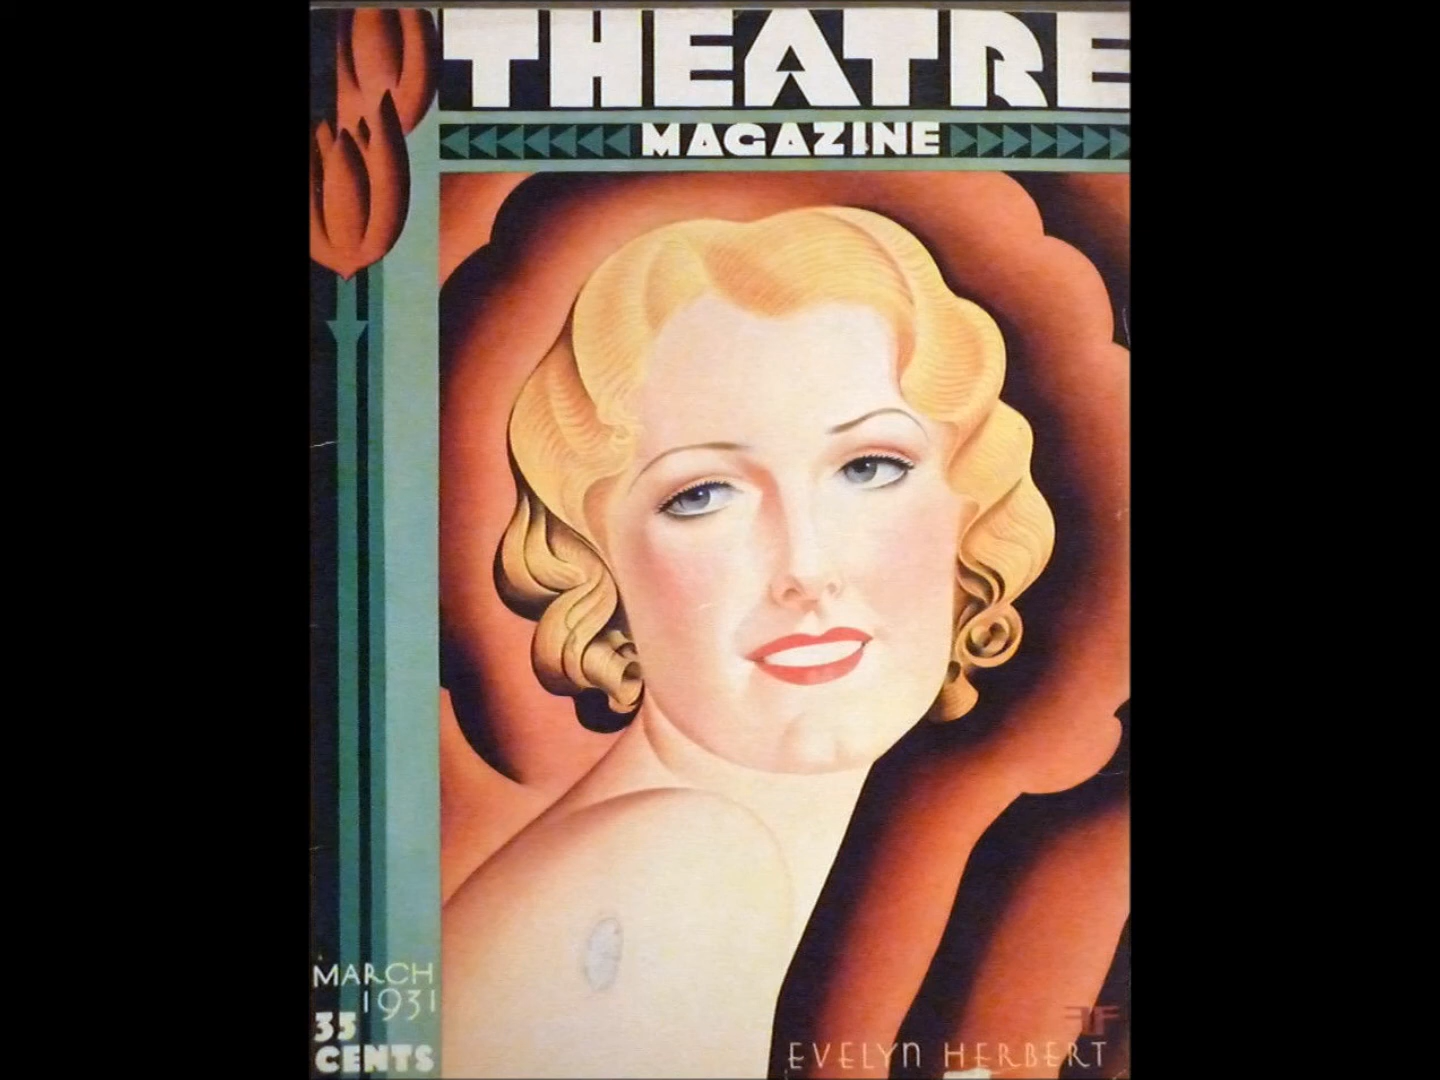 THEATRE
MAGAZINE
MARCH
1931
35
CENTS
EVELYN HERBERT